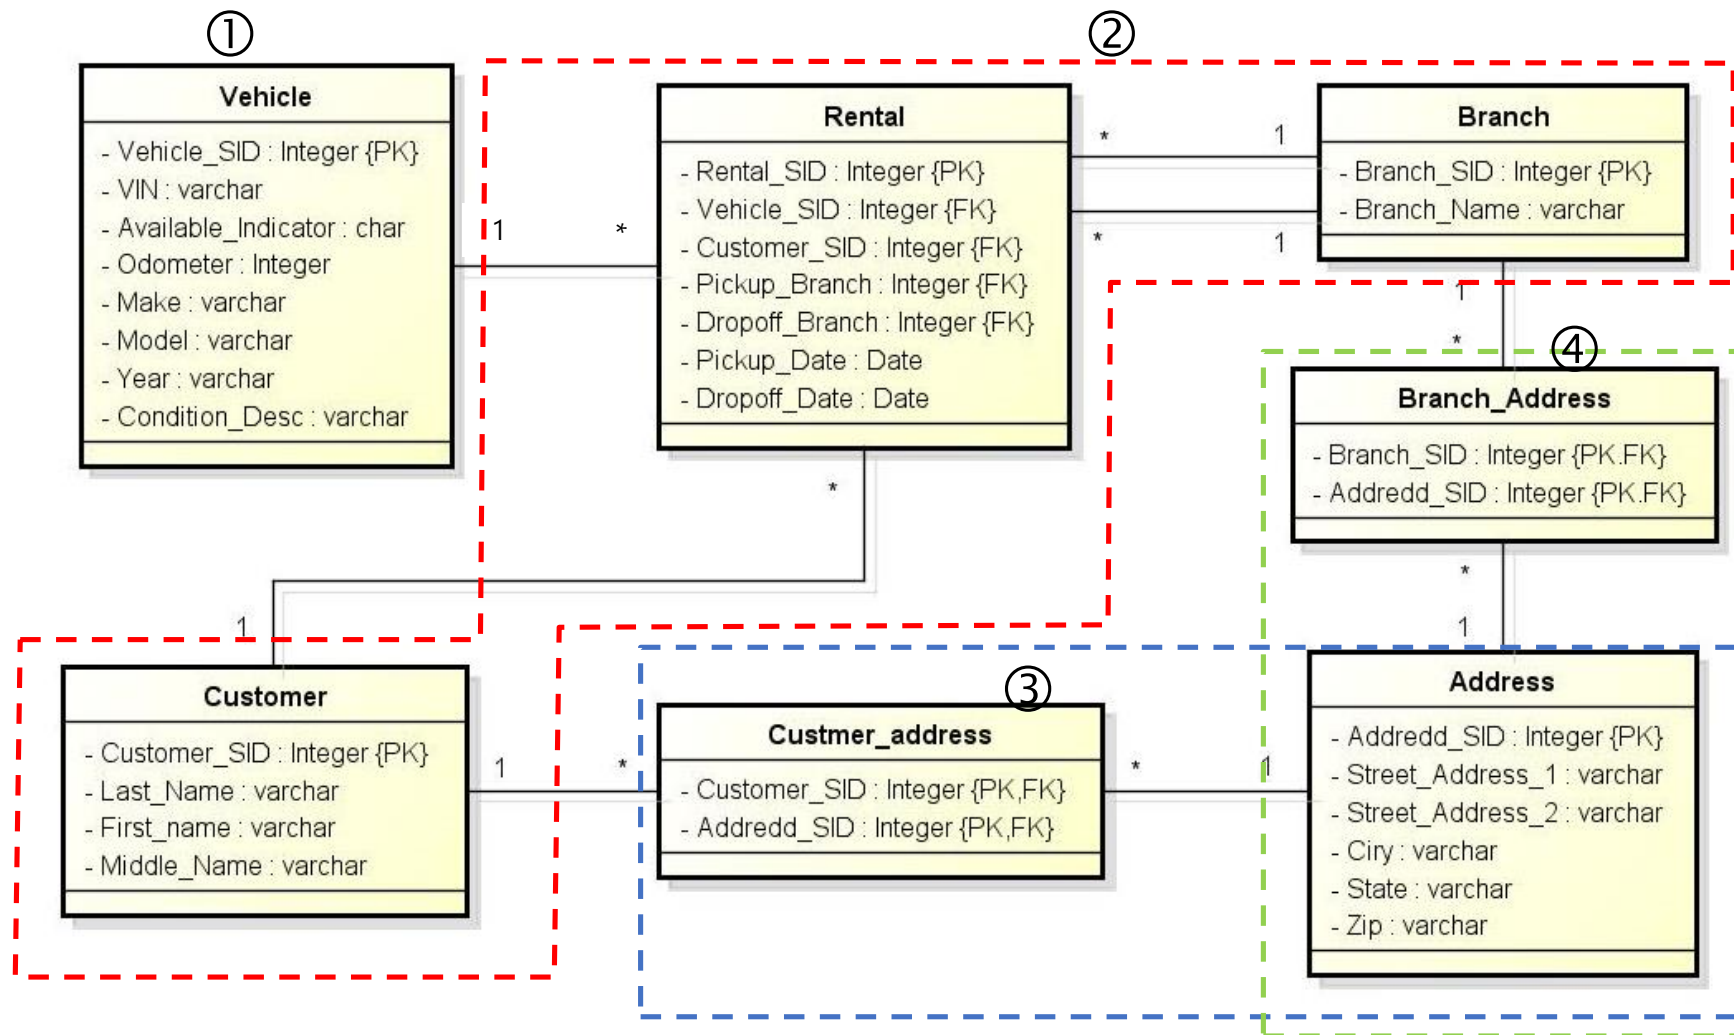 ①
②
Vehicle
- Vehicle_SID : Integer {PK}
- VIN : varchar
- Available_Indicator : char
- Odometer : Integer
- Make : varchar
- Model : varchar
- Year : varchar
- Condition_Desc : varchar
1
*
Rental
- Rental_SID : Integer {PK}
- Vehicle_SID : Integer {FK}
- Customer_SID : Integer {FK}
- Pickup_Branch : Integer {FK}
- Dropoff_Branch : Integer {FK}
- Pickup_Date : Date
- Dropoff_Date : Date
*
1
*
1
Branch
- Branch_SID : Integer {PK}
- Branch_Name : varchar
1
*
④
Branch_Address
- Branch_SID : Integer {PK.FK}
- Addredd_SID : Integer {PK.FK}
*
1
*
1
Customer
- Customer_SID : Integer {PK}
- Last_Name : varchar
- First_name : varchar
- Middle_Name : varchar
1
*
③
Custmer_address
- Customer_SID : Integer {PK,FK}
- Addredd_SID : Integer {PK,FK}
*
1
Address
- Addredd_SID : Integer {PK}
- Street_Address_1 : varchar
- Street_Address_2 : varchar
- Ciry : varchar
- State : varchar
- Zip : varchar